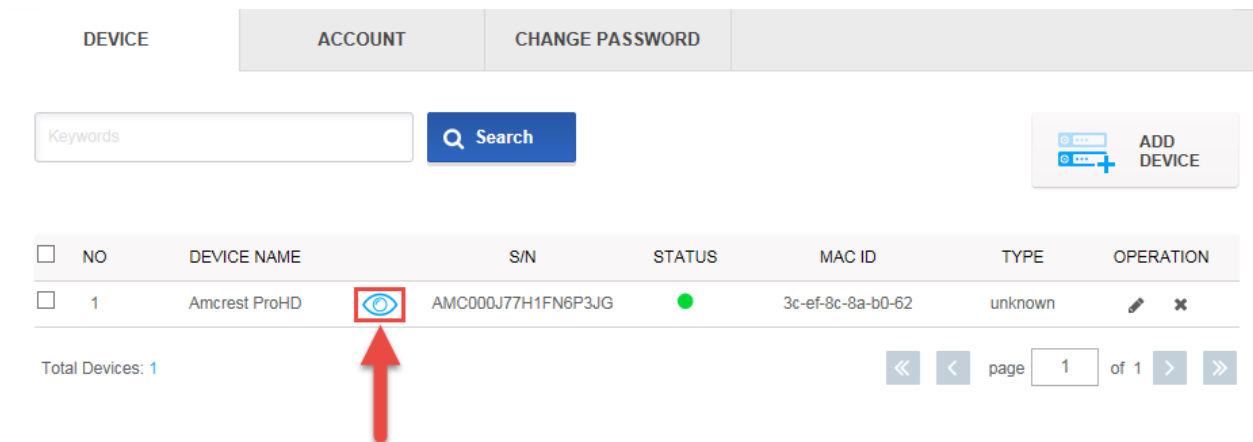 DEVICE ACCOUNT CHANGE PASSWORD
Keywords Search ADD DEVICE
NO DEVICE NAME S/N STATUS MAC ID TYPE OPERATION
1 Amcrest ProHD AMC000J77H1FN6P3JG 3c-ef-8c-8a-b0-62 unknown
Total Devices: 1 page 1 of 1